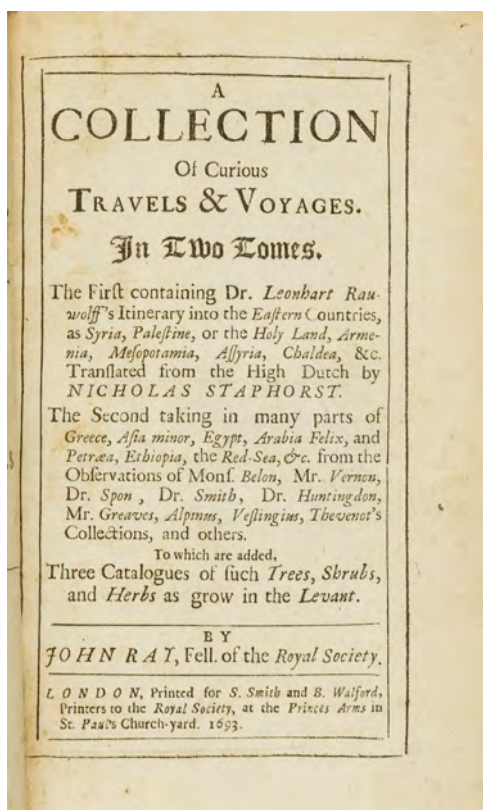 A
COLLECTION
Of Curious
TRAVELS & VOYAGES.
In Two Tomes.
The Firſt containing Dr. Leonhart Rau-
wolff's Itinerary into the Eaſtern Countries,
as Syria, Paleſtine, or the Holy Land, Arme-
nia, Meſopotamia, Aſſyria, Chaldea, &c.
Tranſlated from the High Dutch by
NICHOLAS STAPHORST.
The Second taking in many parts of
Greece, Aſia minor, Egypt, Arabia Felix, and
Petræa, Ethiopia, the Red-Sea, &c. from the
Obſervations of Monſ. Belon, Mr. Vernon,
Dr. Spon, Dr. Smith, Dr. Huntingdon,
Mr. Greaves, Alpinus, Veſlingius, Thevenot's
Collections, and others.
To which are added,
Three Catalogues of ſuch Trees, Shrubs,
and Herbs as grow in the Levant.
BY
JOHN RAY, Fell. of the Royal Society.
LONDON, Printed for S. Smith and B. Walford,
Printers to the Royal Society, at the Princes Arms in
St. Paul's Church-yard. 1693.